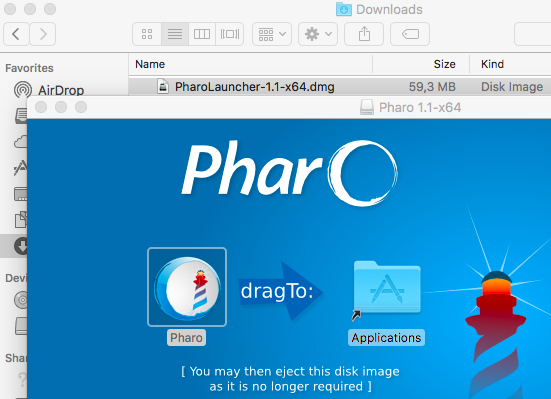 Downloads
Favorites
Name Size Kind
AirDrop
PharoLauncher-1.1-x64.dmg 59,3 MB Disk Image
Pharo 1.1-x64
Pharo
dragTo:
Pharo
Applications
[ You may then eject this disk image
as it is no longer required ]